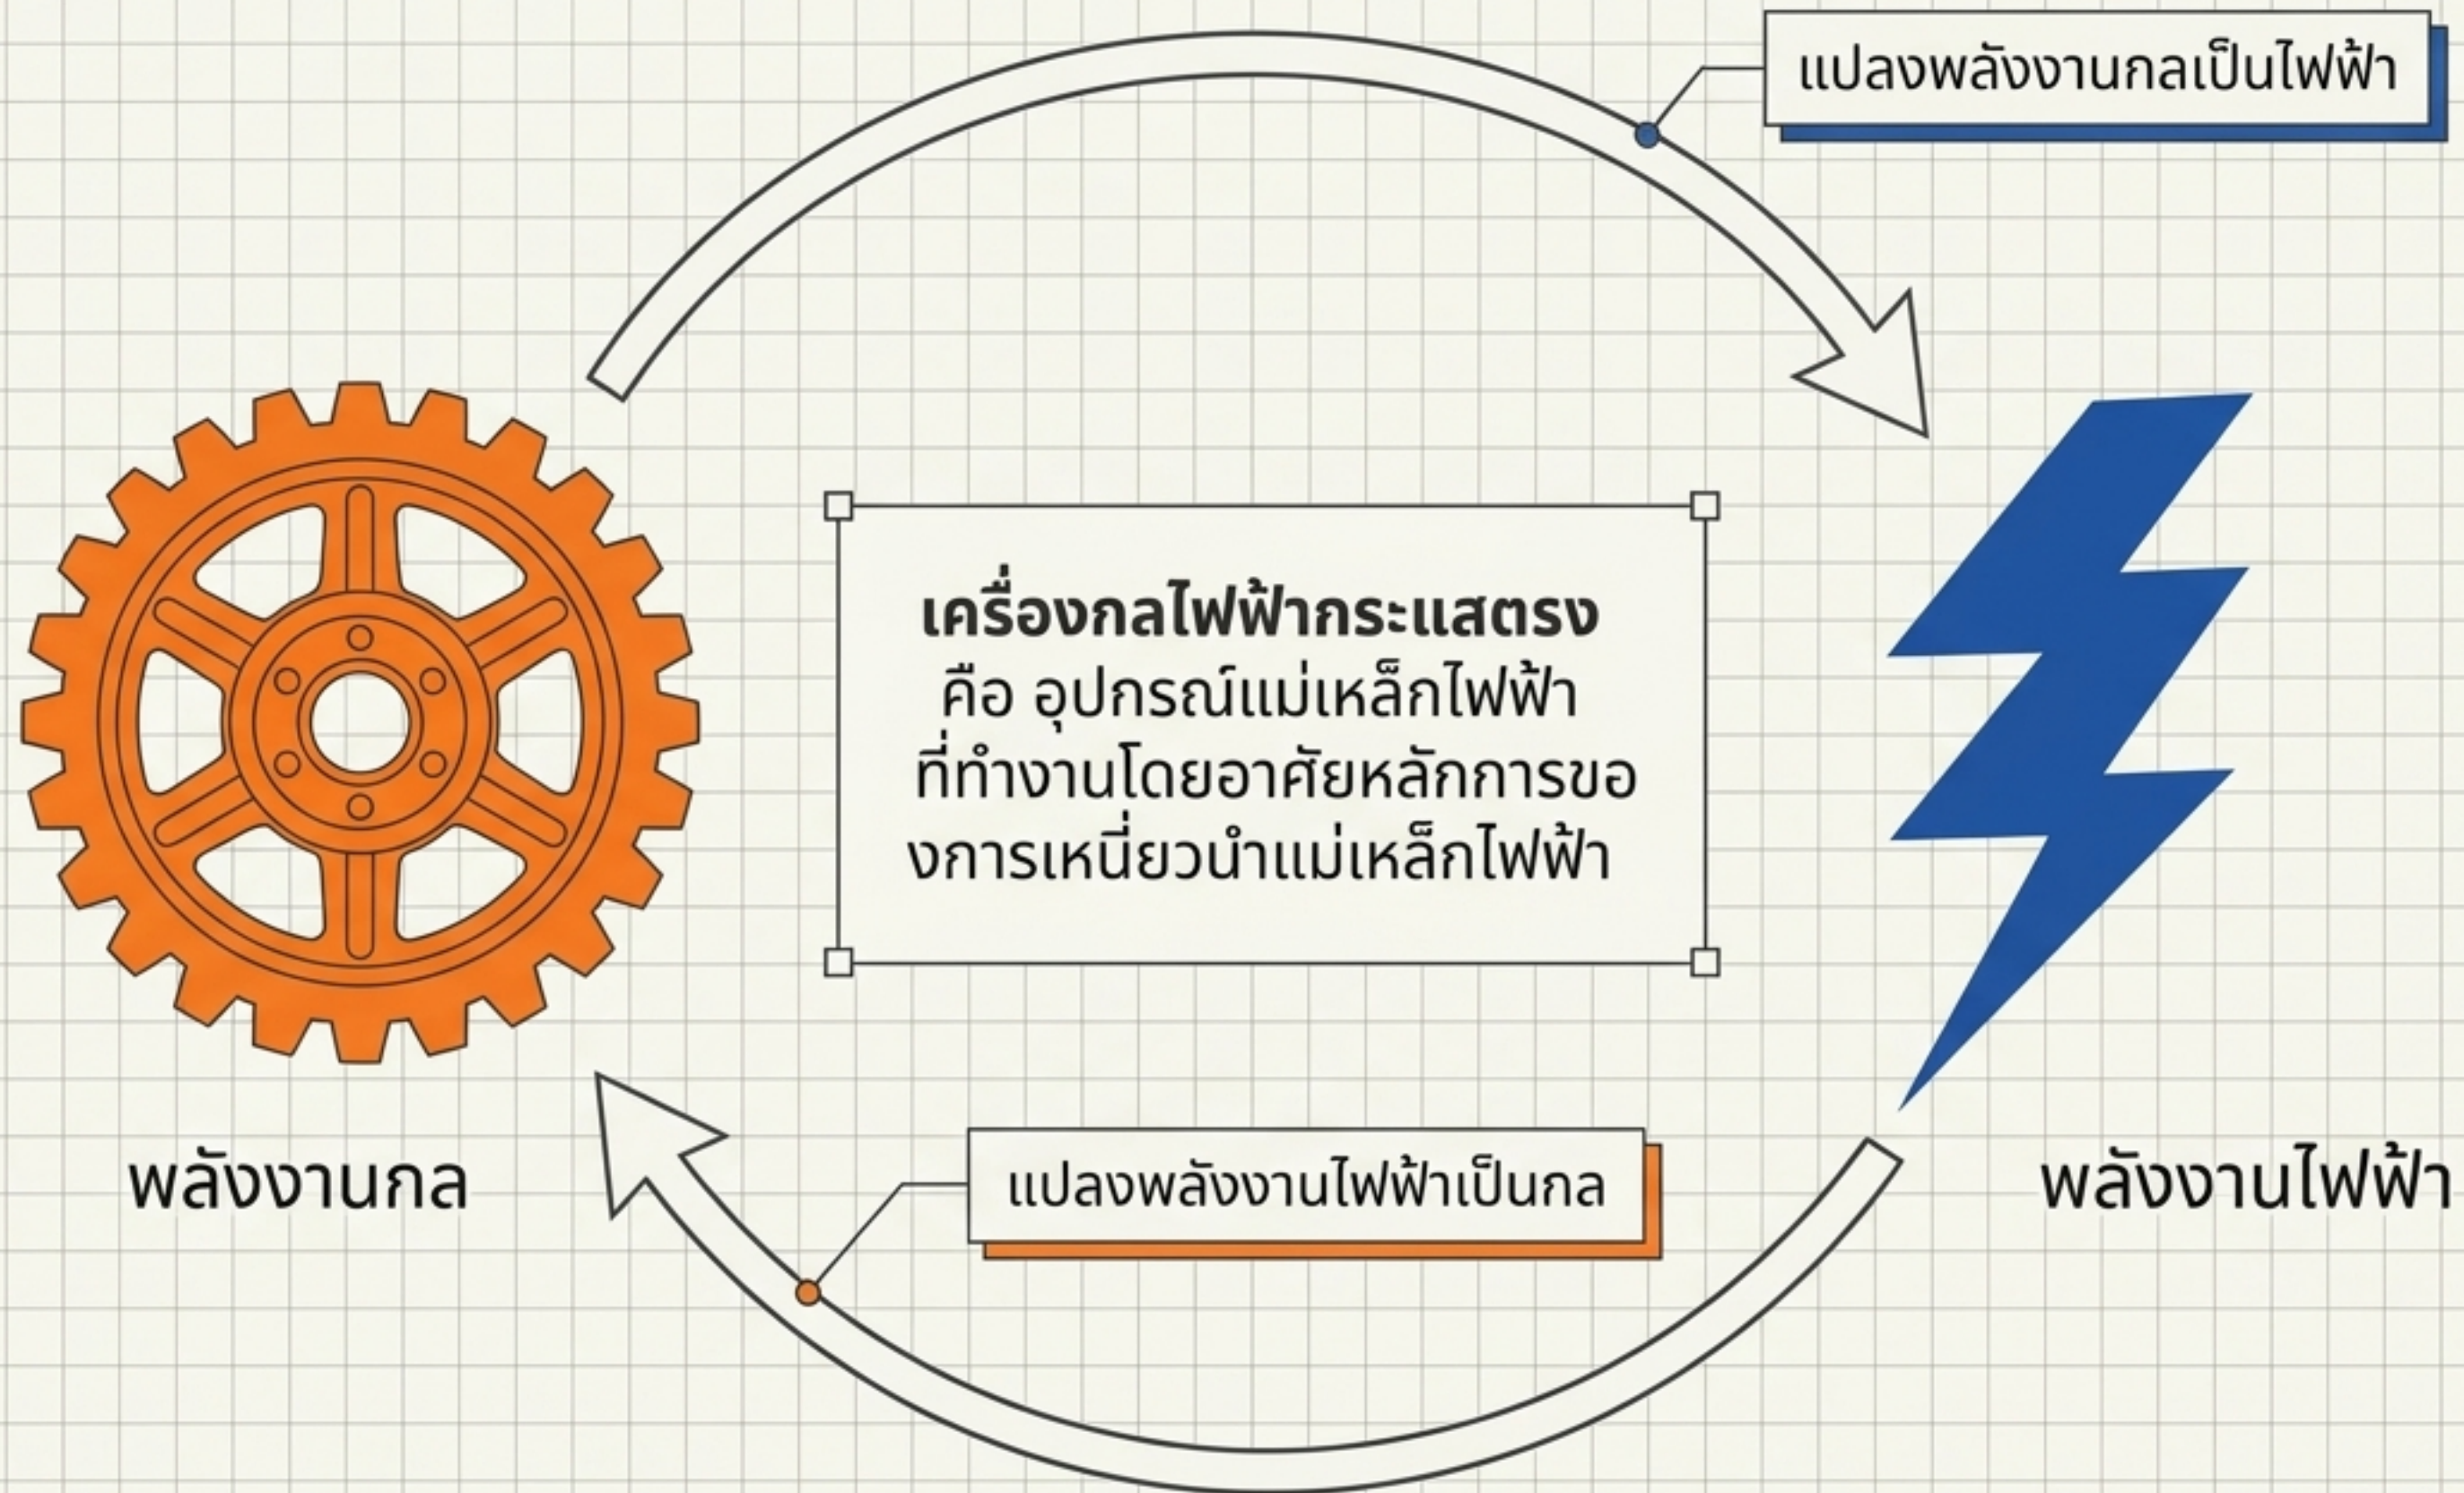 แปลงพลังงานกลเป็นไฟฟ้า
เครื่องกลไฟฟ้ากระแสตรง
คือ อุปกรณ์แม่เหล็กไฟฟ้า
ที่ทำงานโดยอาศัยหลักการขอ
งการเหนี่ยวนำแม่เหล็กไฟฟ้า
พลังงานกล
แปลงพลังงานไฟฟ้าเป็นกล
พลังงานไฟฟ้า